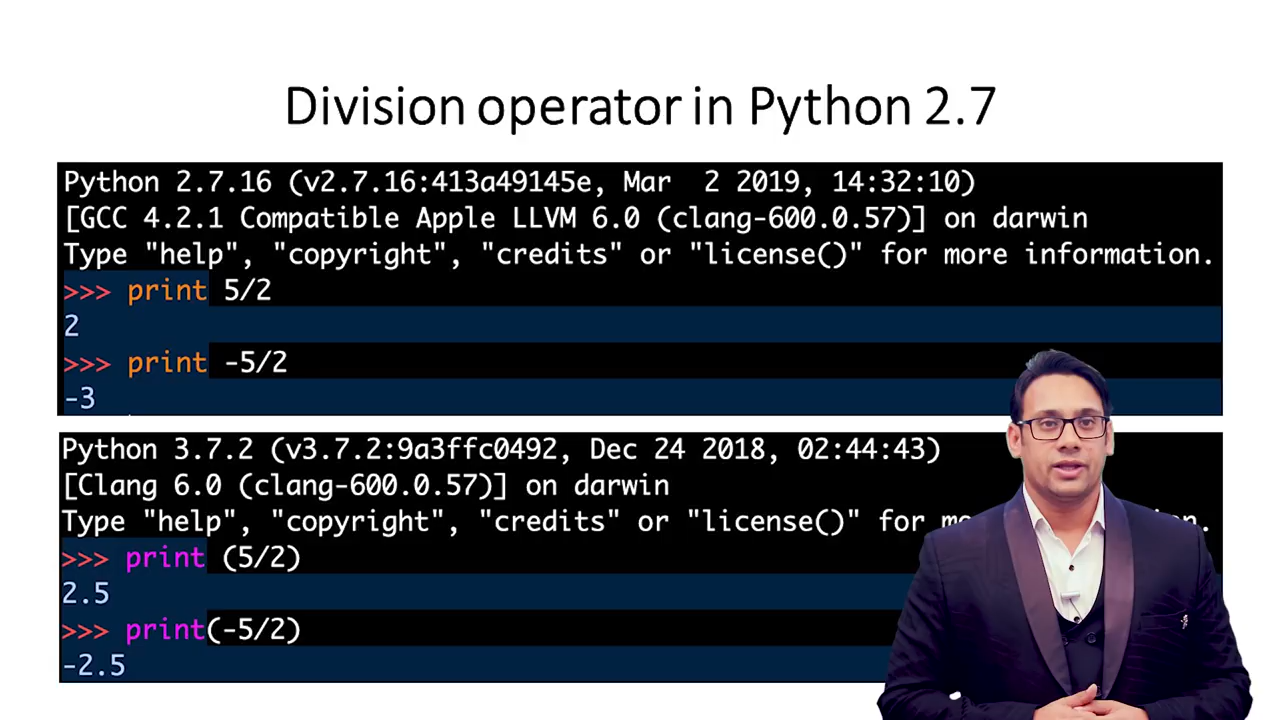 Division operator in Python 2.7
Python 2.7.16 (v2.7.16:413a49145e, Mar  2 2019, 14:32:10)
[GCC 4.2.1 Compatible Apple LLVM 6.0 (clang-600.0.57)] on darwin
Type "help", "copyright", "credits" or "license()" for more information.
>>> print 5/2
2
>>> print -5/2
-3
Python 3.7.2 (v3.7.2:9a3ffc0492, Dec 24 2018, 02:44:43)
[Clang 6.0 (clang-600.0.57)] on darwin
Type "help", "copyright", "credits" or "license()" for
>>> print (5/2)
2.5
>>> print(-5/2)
-2.5